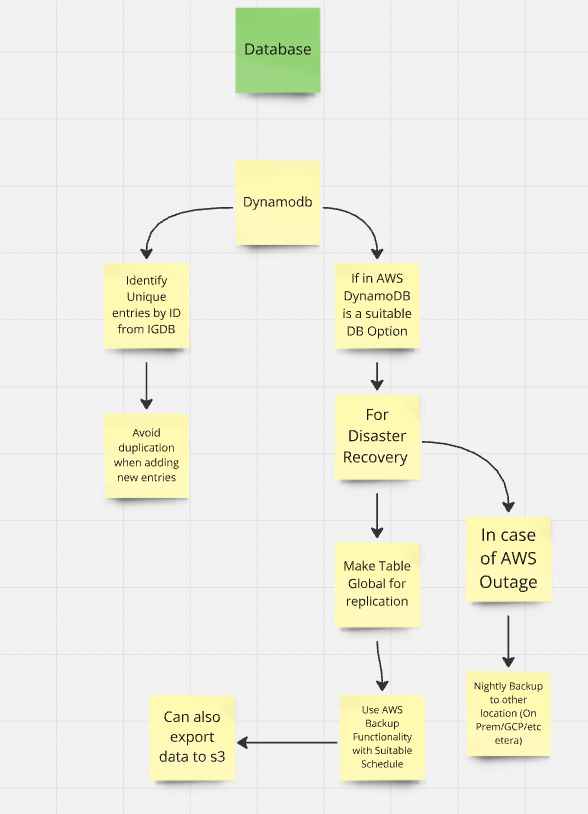 Database
Dynamodb
Identify
Unique
entries by ID
from IGDB
If in AWS
DynamoDB
is a suitable
DB Option
Avoid
duplication
when adding
new entries
For
Disaster
Recovery
In case
of AWS
Outage
Make Table
Global for
replication
Nightly Backup
to other
location (On
Prem/GCP/etc
etera)
Use AWS
Backup
Functionality
with Suitable
Schedule
Can also
export
data to s3